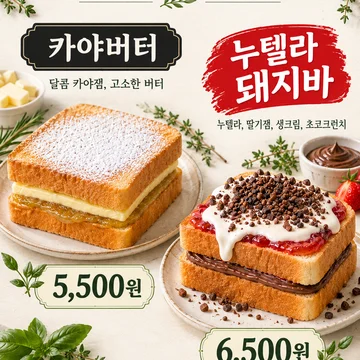 카야버터
달콤 카야잼, 고소한 버터
5,500원
누텔라
돼지바
누텔라, 딸기잼, 생크림, 초코크런치
6,500원